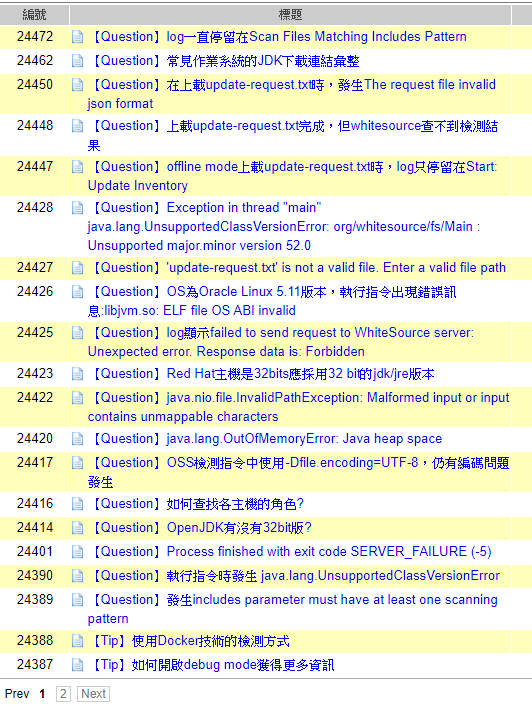 編號 標題
24472 【Question】log一直停留在Scan Files Matching Includes Pattern
24462 【Question】常見作業系統的JDK下載連結彙整
24450 【Question】在上載update-request.txt時，發生The request file invalid
json format
24448 【Question】上載update-request.txt完成，但whitesource查不到檢測結
果
24447 【Question】offline mode上載update-request.txt時，log只停留在Start:
Update Inventory
24428 【Question】Exception in thread "main"
java.lang.UnsupportedClassVersionError: org/whitesource/fs/Main :
Unsupported major.minor version 52.0
24427 【Question】'update-request.txt' is not a valid file. Enter a valid file path
24426 【Question】OS為Oracle Linux 5.11版本，執行指令出現錯誤訊
息:libjvm.so: ELF file OS ABI invalid
24425 【Question】log顯示failed to send request to WhiteSource server:
Unexpected error. Response data is: Forbidden
24423 【Question】Red Hat主機是32bits應採用32 bit的jdk/jre版本
24422 【Question】java.nio.file.InvalidPathException: Malformed input or input
contains unmappable characters
24420 【Question】java.lang.OutOfMemoryError: Java heap space
24417 【Question】OSS檢測指令中使用-Dfile.encoding=UTF-8，仍有編碼問題
發生
24416 【Question】如何查找各主機的角色?
24414 【Question】OpenJDK有沒有32bit版?
24401 【Question】Process finished with exit code SERVER_FAILURE (-5)
24390 【Question】執行指令時發生 java.lang.UnsupportedClassVersionError
24389 【Question】發生includes parameter must have at least one scanning
pattern
24388 【Tip】使用Docker技術的檢測方式
24387 【Tip】如何開啟debug mode獲得更多資訊
Prev 1 2 Next